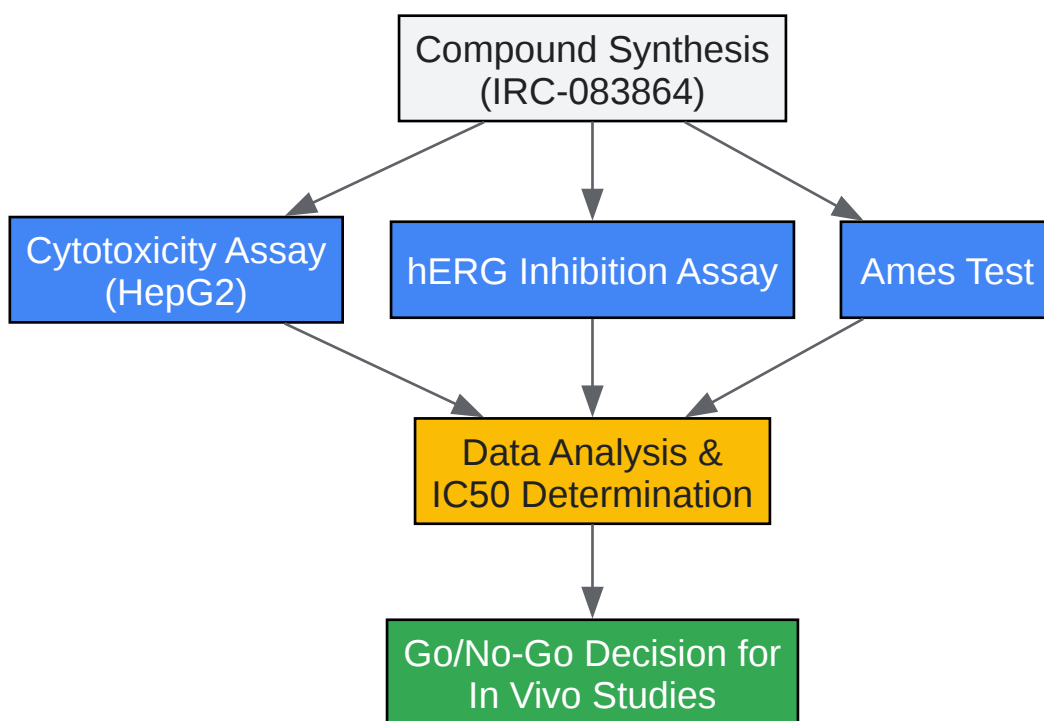 Compound Synthesis
(IRC-083864)
Cytotoxicity Assay
(HepG2)
hERG Inhibition Assay
Ames Test
Data Analysis &
IC50 Determination
Go/No-Go Decision for
In Vivo Studies